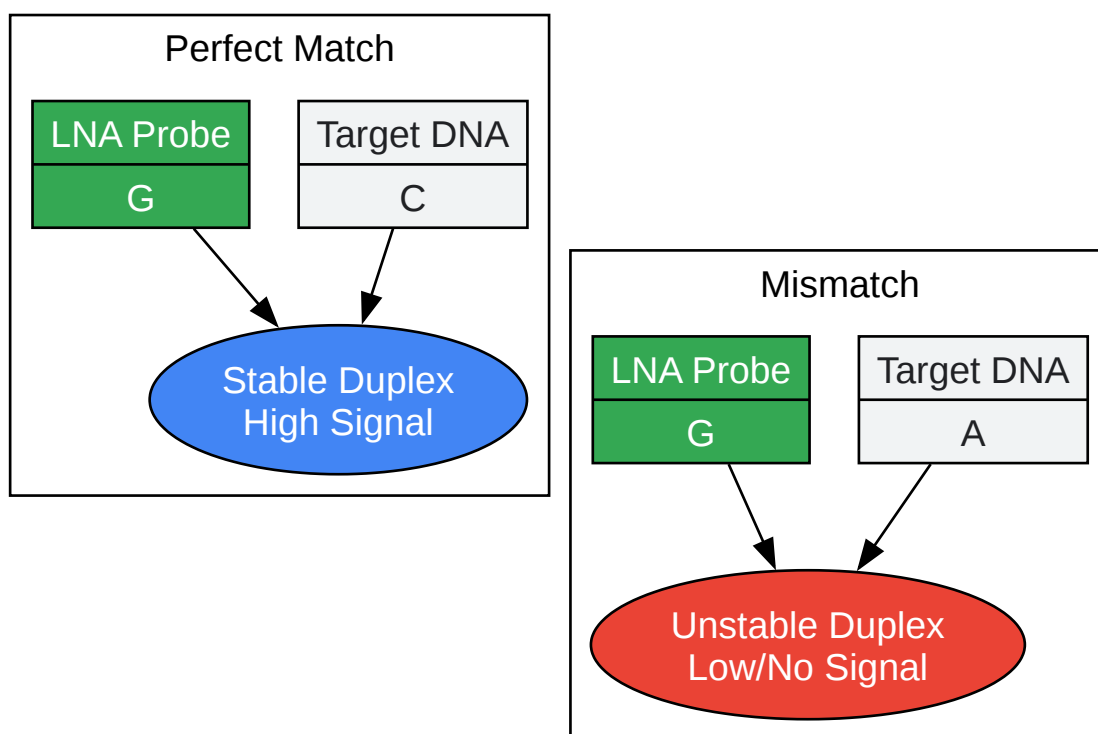 Perfect Match
LNA Probe
Target DNA
G
C
Stable Duplex
High Signal
Mismatch
LNA Probe
Target DNA
G
A
Unstable Duplex
Low/No Signal